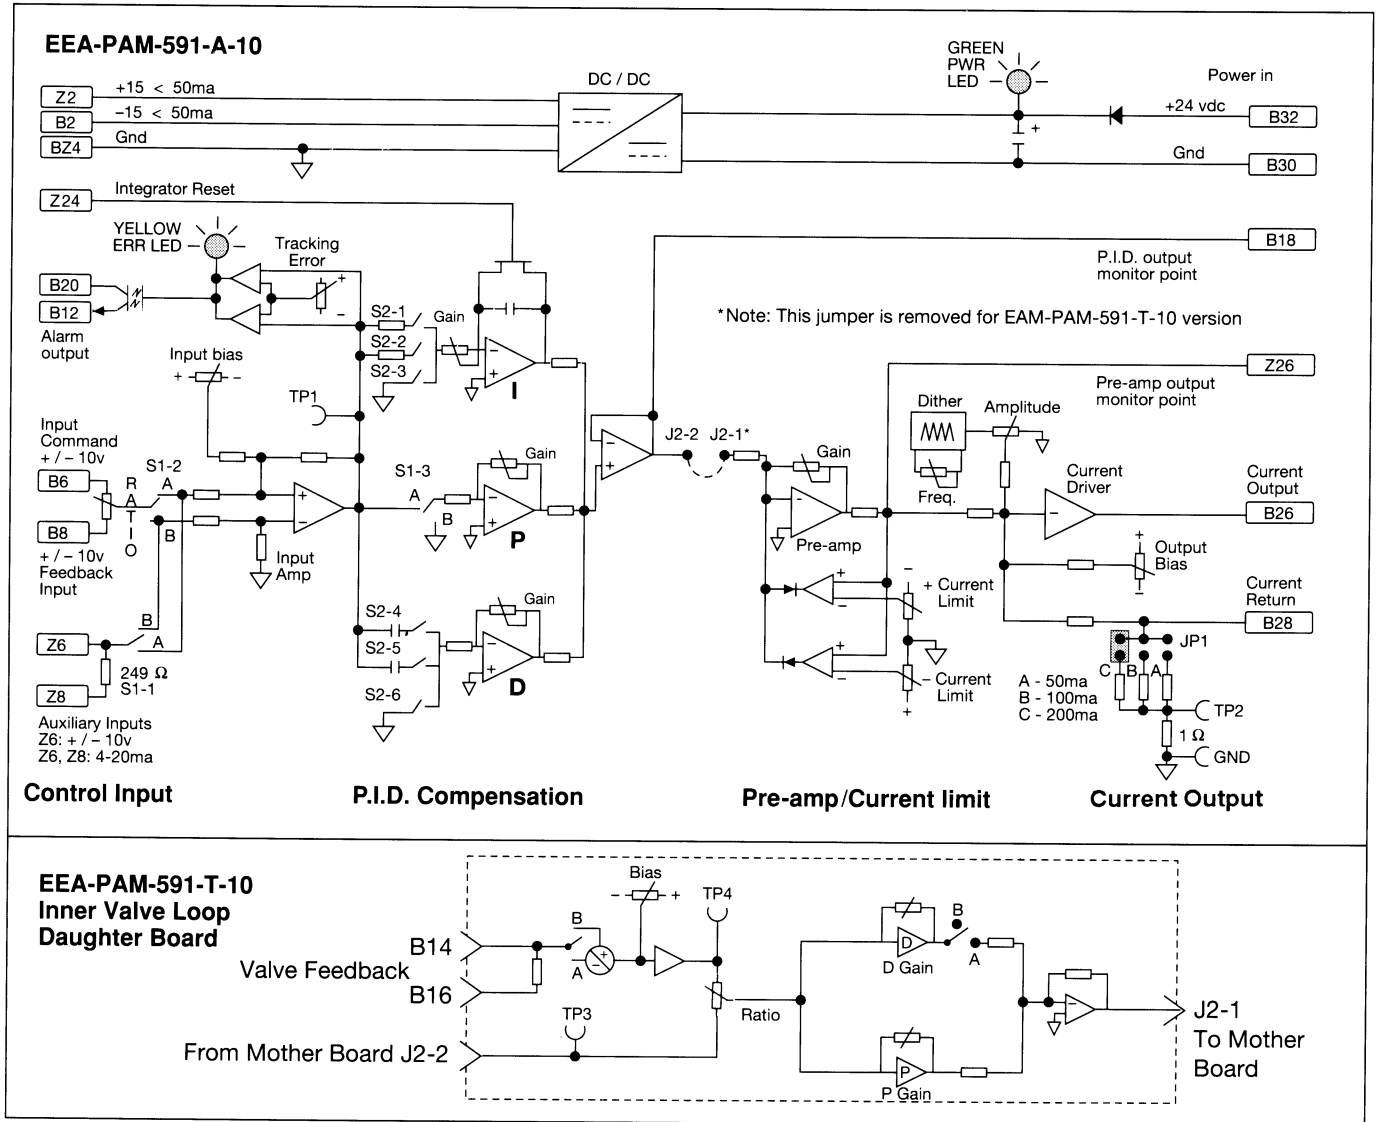 EEA-PAM-591-A-10
GREEN
PWR
LED
DC / DC
Power in
Z2
+15 < 50ma
+24 vdc
B32
B2
–15 < 50ma
+
BZ4
Gnd
Gnd
B30
Z24
Integrator Reset
YELLOW
ERR LED
Tracking
Error
B18
P.I.D. output
monitor point
B20
B12
Alarm
output
+
–
S2-1
S2-2
S2-3
Gain
–
+
I
*Note: This jumper is removed for EAM-PAM-591-T-10 version
Z26
Pre-amp output
monitor point
Input bias
+ –
TP1
Dither
Amplitude
Input
Command
+ / – 10v
B6
S1-2
R
A
A
O
B
B8
+ / – 10v
Feedback
Input
+
–
Input
Amp
S1-3
A
B
Gain
–
+
P
–
+
J2-2
J2-1*
Gain
–
+
Pre-amp
Freq.
Current
Driver
–
Current
Output
B26
+
–
Output
Bias
Current
Return
B28
+
–
–
+ Current
Limit
+
–
– Current
Limit
+
S2-4
S2-5
S2-6
Gain
–
+
D
Z6
B
A
249 Ω
S1-1
Z8
Auxiliary Inputs
Z6: + / – 10v
Z6, Z8: 4-20ma
JP1
C
B
A
A - 50ma
B - 100ma
C - 200ma
TP2
1 Ω
GND
Control Input
P.I.D. Compensation
Pre-amp/Current limit
Current Output
EEA-PAM-591-T-10
Inner Valve Loop
Daughter Board
Bias
– +
TP4
B14
Valve Feedback
B16
B
A
+
–
D
D Gain
B
A
TP3
Ratio
From Mother Board J2-2
P
P Gain
–
J2-1
To Mother
Board